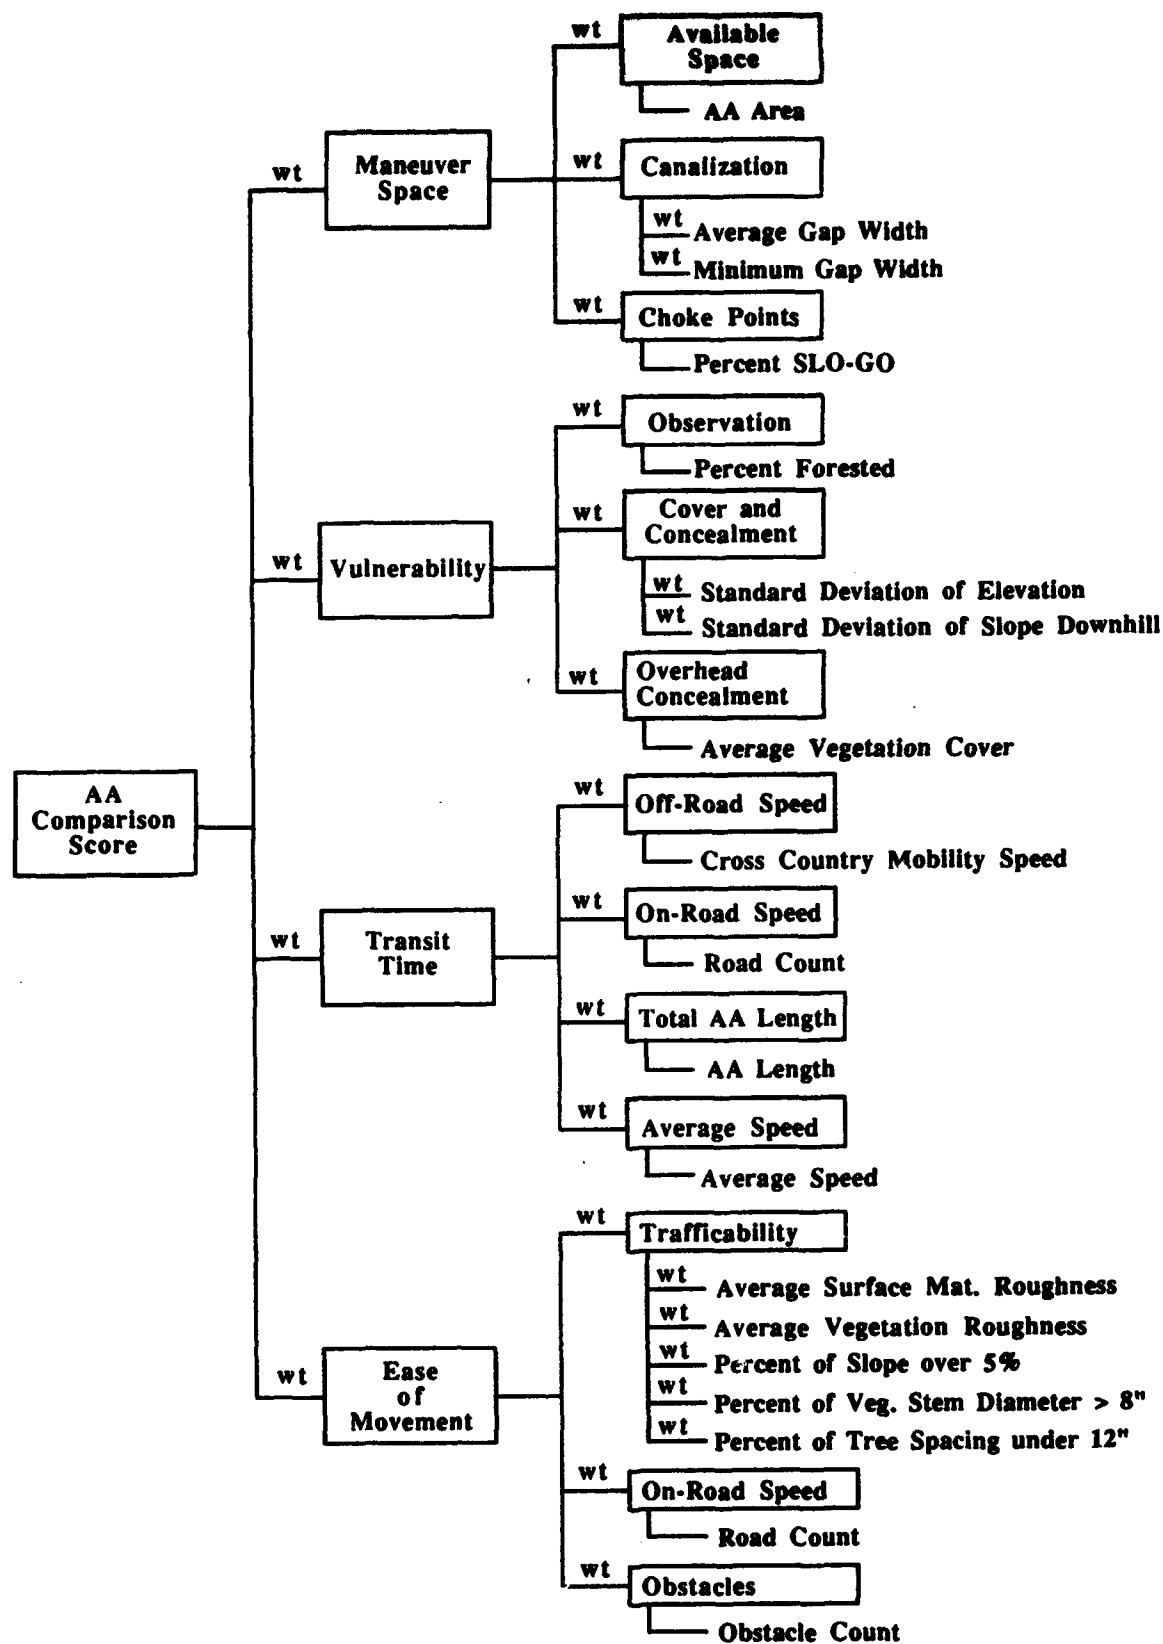 wt
Available
Space
AA Area
wt
Maneuver
Space
wt
Canalization
wt
Average Gap Width
wt
Minimum Gap Width
wt
Choke Points
Percent SLO-GO
wt
Observation
Percent Forested
wt
Vulnerability
wt
Cover and
Concealment
wt
Standard Deviation of Elevation
wt
Standard Deviation of Slope Downhill
wt
Overhead
Concealment
Average Vegetation Cover
AA
Comparison
Score
wt
Off-Road Speed
Cross Country Mobility Speed
wt
Transit
Time
wt
On-Road Speed
Road Count
wt
Total AA Length
AA Length
wt
Average Speed
Average Speed
wt
Trafficability
wt
Average Surface Mat. Roughness
wt
Average Vegetation Roughness
wt
Percent of Slope over 5%
wt
Percent of Veg. Stem Diameter > 8"
wt
Percent of Tree Spacing under 12"
wt
Ease
of
Movement
wt
On-Road Speed
Road Count
wt
Obstacles
Obstacle Count